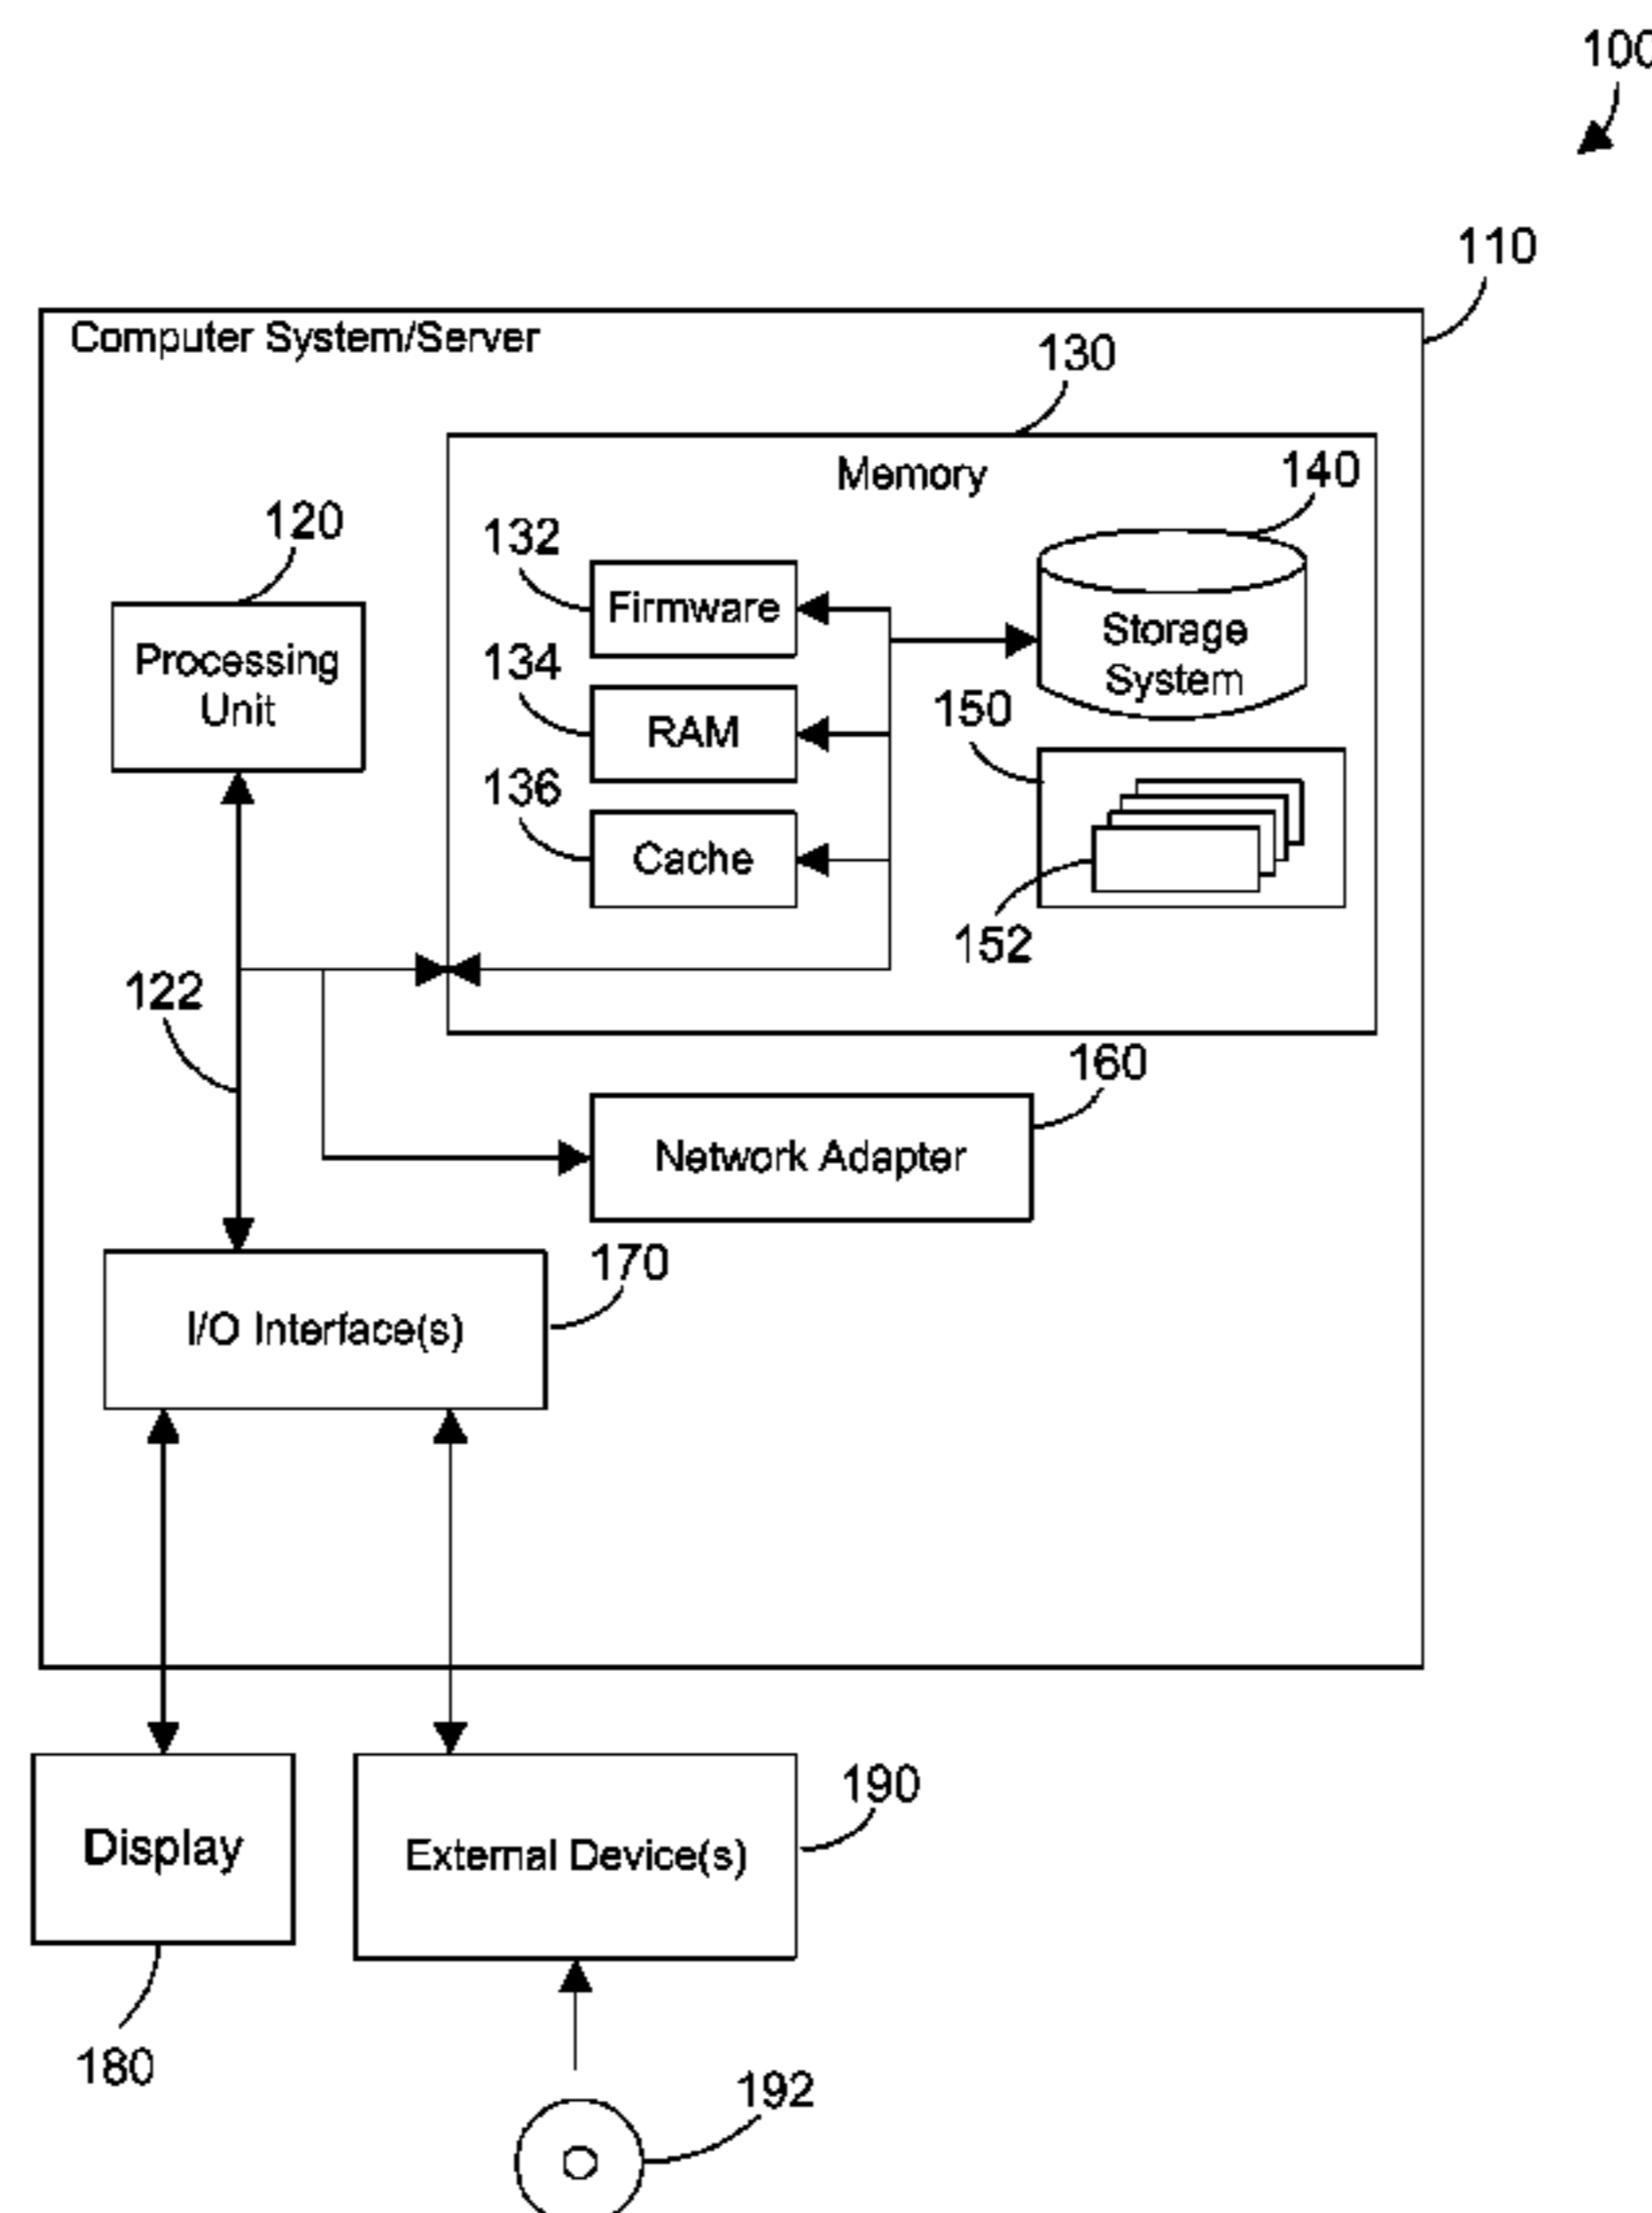 100
110
Computer System/Server
130
Memory
140
120
132
Firmware
Storage
System
Processing
Unit
134
RAM
150
136
Cache
152
122
160
Network Adapter
170
I/O Interface(s)
190
Display
External Device(s)
180
192